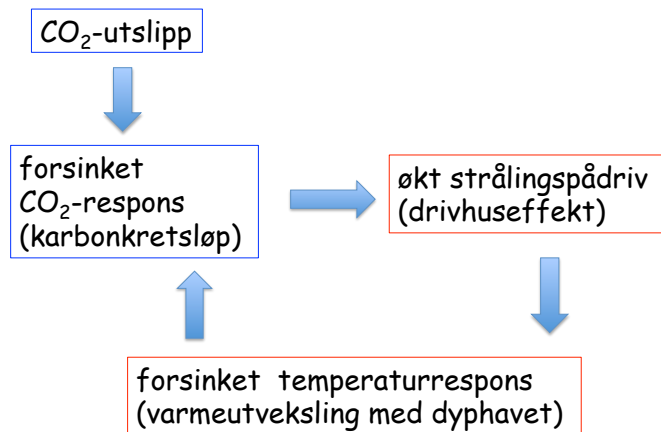 CO₂-utslipp
forsinket
CO₂-respons
(karbonkretsløp)
økt strålingspådriv
(drivhuseffekt)
forsinket temperaturrespons
(varmeutveksling med dyphavet)